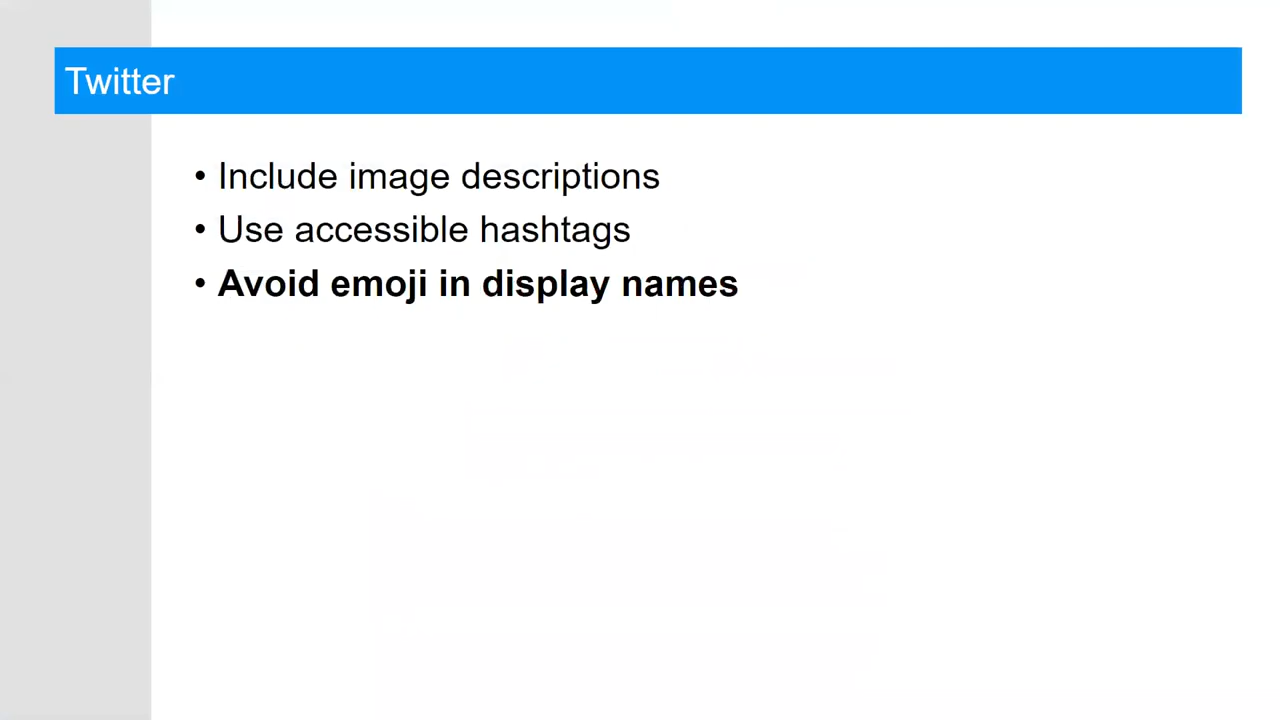 Twitter
• Include image descriptions
• Use accessible hashtags
• Avoid emoji in display names